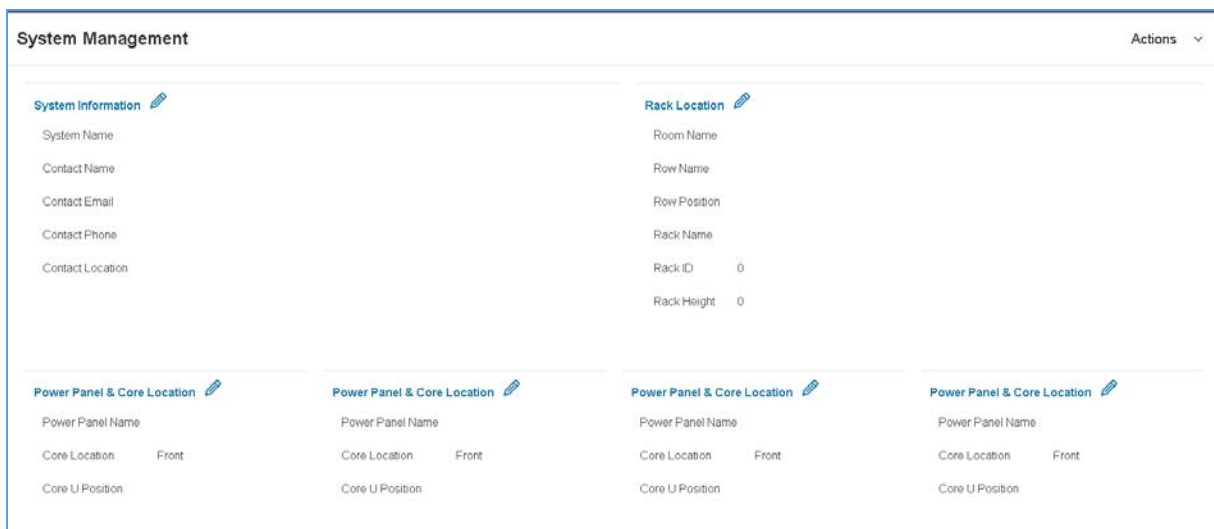 System Management
Actions
System Information
System Name
Contact Name
Contact Email
Contact Phone
Contact Location
Rack Location
Room Name
Row Name
Row Position
Rack Name
Rack ID 0
Rack Height 0
Power Panel & Core Location
Power Panel Name
Core Location Front
Core U Position
Power Panel & Core Location
Power Panel Name
Core Location Front
Core U Position
Power Panel & Core Location
Power Panel Name
Core Location Front
Core U Position
Power Panel & Core Location
Power Panel Name
Core Location Front
Core U Position